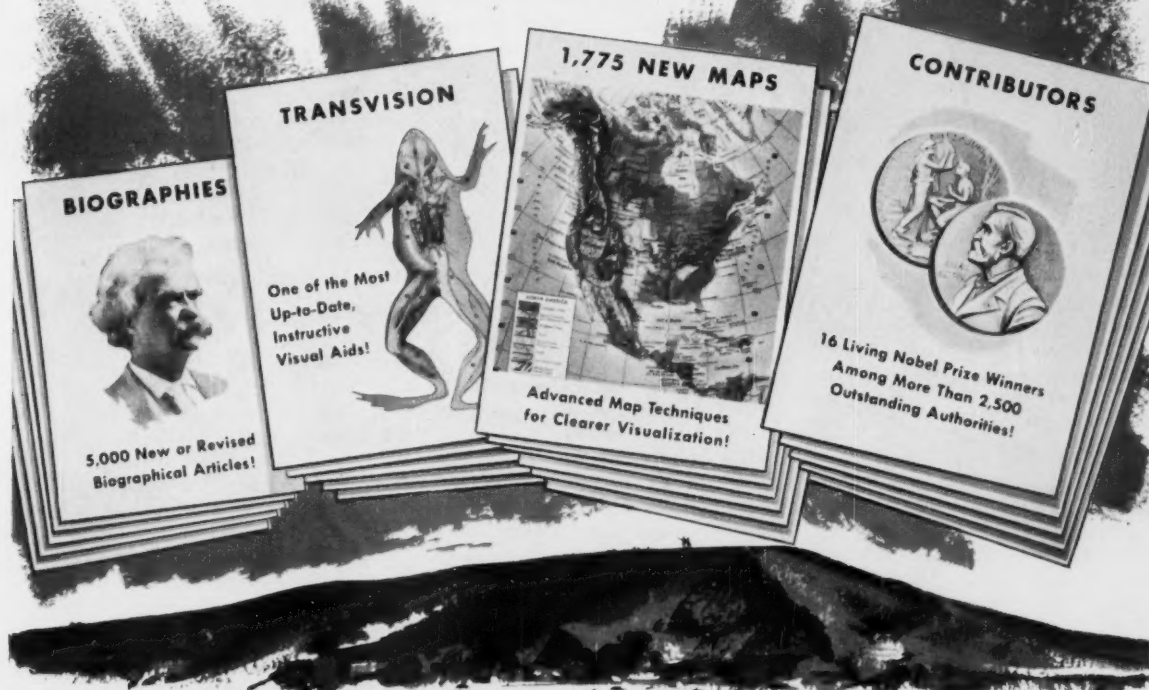 BIOGRAPHIES
5,000 New or Revised
Biographical Articles!
TRANSVISION
One of the Most
Up-to-Date,
Instructive
Visual Aids!
1,775 NEW MAPS
NORTH AMERICA
Advanced Map Techniques
for Clearer Visualization!
CONTRIBUTORS
16 Living Nobel Prize Winners
Among More Than 2,500
Outstanding Authorities!